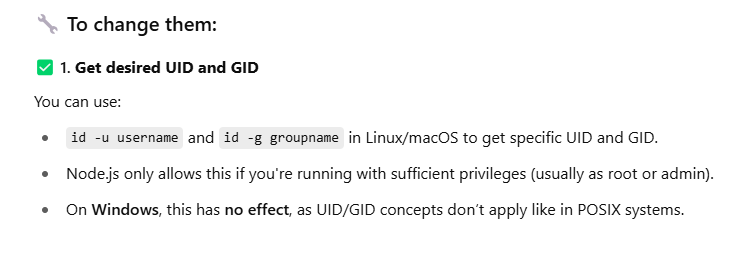 🔧 To change them:
✅ 1. Get desired UID and GID
You can use:
• id -u username and id -g groupname in Linux/macOS to get specific UID and GID.
• Node.js only allows this if you're running with sufficient privileges (usually as root or admin).
• On Windows, this has no effect, as UID/GID concepts don’t apply like in POSIX systems.